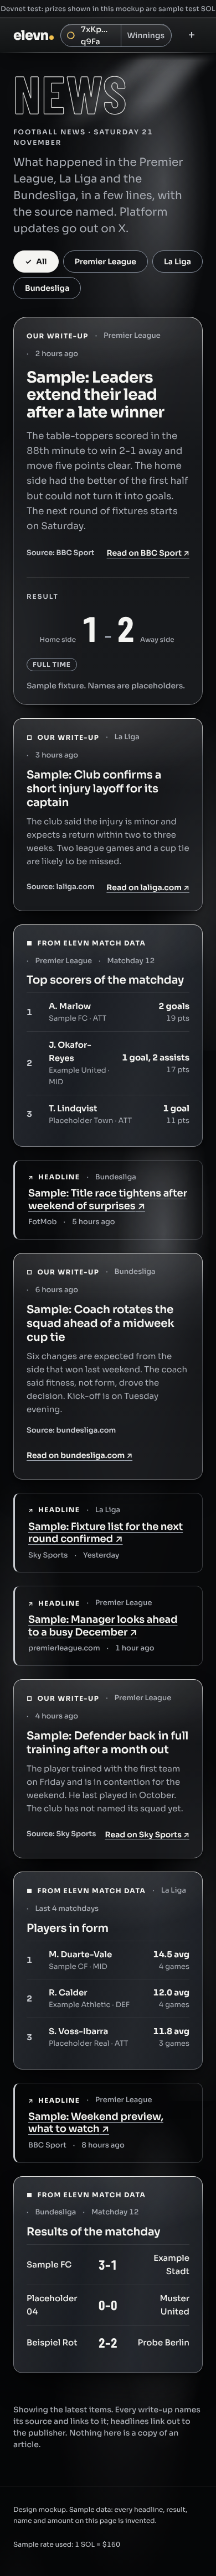 Devnet test: prizes shown in this mockup are sample test SOL
elevn.
7xKp...
q9Fa
Winnings
+
NEWS
FOOTBALL NEWS · SATURDAY 21
NOVEMBER
What happened in the Premier
League, La Liga and the
Bundesliga, in a few lines, with
the source named. Platform
updates go out on X.
✓ All
Premier League
La Liga
Bundesliga
OUR WRITE-UP · Premier League
· 2 hours ago
Sample: Leaders
extend their lead
after a late winner
The table-toppers scored in the
88th minute to win 2-1 away and
move five points clear. The home
side had the better of the first half
but could not turn it into goals.
The next round of fixtures starts
on Saturday.
Source: BBC Sport
Read on BBC Sport ↗
RESULT
Home side 1 - 2 Away side
FULL TIME
Sample fixture. Names are placeholders.
OUR WRITE-UP · La Liga
· 3 hours ago
Sample: Club confirms a
short injury layoff for its
captain
The club said the injury is minor and
expects a return within two to three
weeks. Two league games and a cup tie
are likely to be missed.
Source: laliga.com
Read on laliga.com ↗
FROM ELEVN MATCH DATA
· Premier League · Matchday 12
Top scorers of the matchday
1 A. Marlow 2 goals
Sample FC · ATT 19 pts
2 J. Okafor-
Reyes 1 goal, 2 assists
Example United · 17 pts
MID
3 T. Lindqvist 1 goal
Placeholder Town · ATT 11 pts
↗ HEADLINE · Bundesliga
Sample: Title race tightens after
weekend of surprises ↗
FotMob · 5 hours ago
OUR WRITE-UP · Bundesliga
· 6 hours ago
Sample: Coach rotates the
squad ahead of a midweek
cup tie
Six changes are expected from the
side that won last weekend. The coach
said fitness, not form, drove the
decision. Kick-off is on Tuesday
evening.
Source: bundesliga.com
Read on bundesliga.com ↗
↗ HEADLINE · La Liga
Sample: Fixture list for the next
round confirmed ↗
Sky Sports · Yesterday
↗ HEADLINE · Premier League
Sample: Manager looks ahead
to a busy December ↗
premierleague.com · 1 hour ago
OUR WRITE-UP · Premier League
· 4 hours ago
Sample: Defender back in full
training after a month out
The player trained with the first team
on Friday and is in contention for the
weekend. He last played in October.
The club has not named its squad yet.
Source: Sky Sports
Read on Sky Sports ↗
FROM ELEVN MATCH DATA · La Liga
· Last 4 matchdays
Players in form
1 M. Duarte-Vale 14.5 avg
Sample CF · MID 4 games
2 R. Calder 12.0 avg
Example Athletic · DEF 4 games
3 S. Voss-Ibarra 11.8 avg
Placeholder Real · ATT 3 games
↗ HEADLINE · Premier League
Sample: Weekend preview,
what to watch ↗
BBC Sport · 8 hours ago
FROM ELEVN MATCH DATA
· Bundesliga · Matchday 12
Results of the matchday
Sample FC 3-1 Example
Stadt
Placeholder
04 0-0 Muster
United
Beispiel Rot 2-2 Probe Berlin
Showing the latest items. Every write-up names
its source and links to it; headlines link out to
the publisher. Nothing here is a copy of an
article.
Design mockup. Sample data: every headline, result,
name and amount on this page is invented.
Sample rate used: 1 SOL = $160